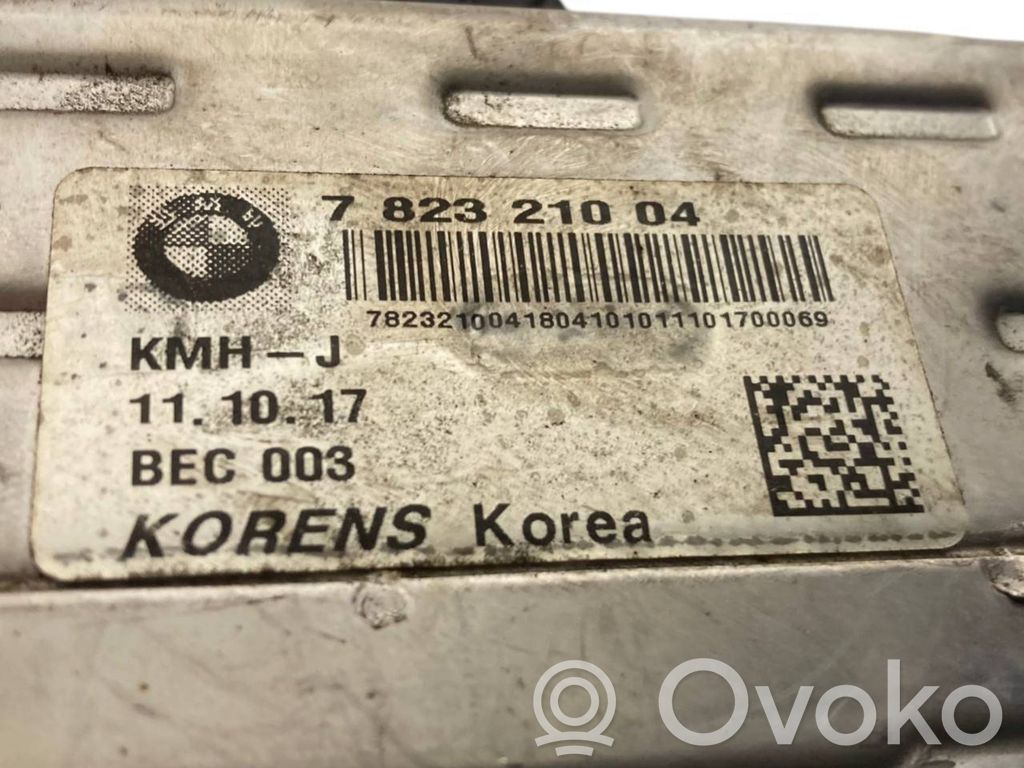 7 823 210 04
7823210041804101011101700069
KMH-J
11. 10. 17
BEC 003
KORENS Korea
Ovoko